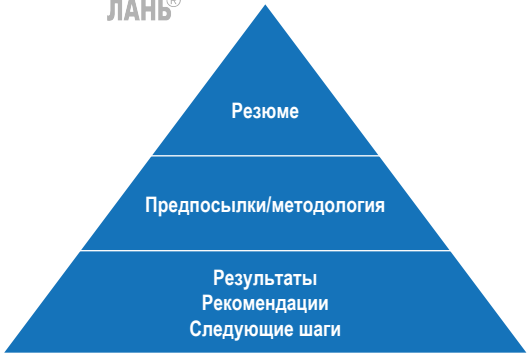 ЛАНЬ®
Резюме
Предпосылки/методология
Результаты
Рекомендации
Следующие шаги